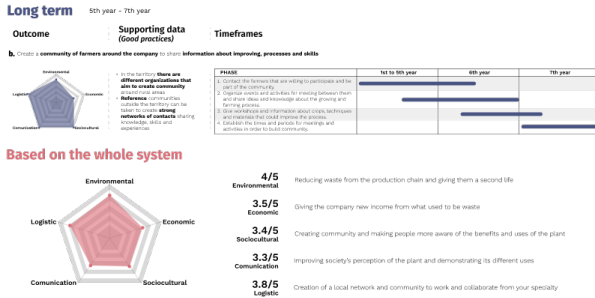 Long term 5th year - 7th year
Outcome
Supporting data
(Good practices)
Timeframes
b. Create a community of farmers around the company to share information about improving, processes and skills
Environmental
Economic
Sociocultural
Comunication
Logistic
In the territory there are
different organizations that
aim to create community
around rural areas
Reference communities
outside the territory can be
taken to create strong
networks of contacts sharing
knowledge, skills and
experiences
PHASE 1st to 5th year 6th year 7th year
1. Contact the farmers that are willing to participate and be
part of the community.
2. Organize events and activities for meeting between them
and share ideas and knowledge about the growing and
farming process.
3. Give workshops and information about crops, techniques
and materials that could improve the process.
4. Establish the times and periods for meetings and
activities in order to build community.
Based on the whole system
Environmental
Economic
Sociocultural
Comunication
Logistic
4/5
Environmental
Reducing waste from the production chain and giving them a second life
3.5/5
Economic
Giving the company new income from what used to be waste
3.4/5
Sociocultural
Creating community and making people more aware of the benefits and uses of the plant
3.3/5
Comunication
Improving society's perception of the plant and demonstrating its different uses
3.8/5
Logistic
Creation of a local network and community to work and collaborate from your specialty